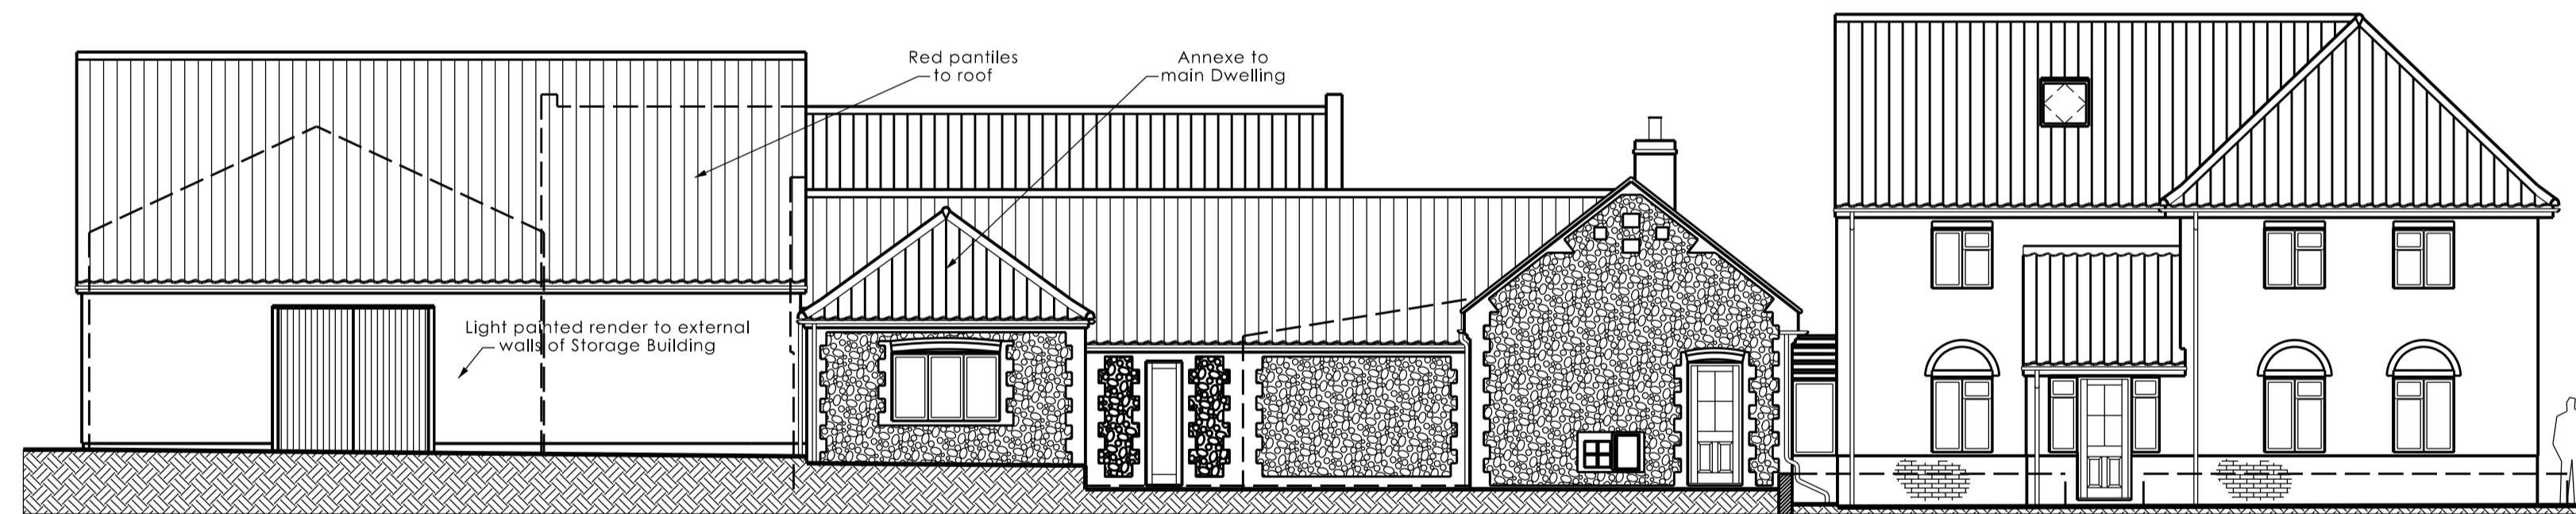 Red pantiles
to roof
Annexe to
main Dwelling
Light painted render to external
walls of Storage Building